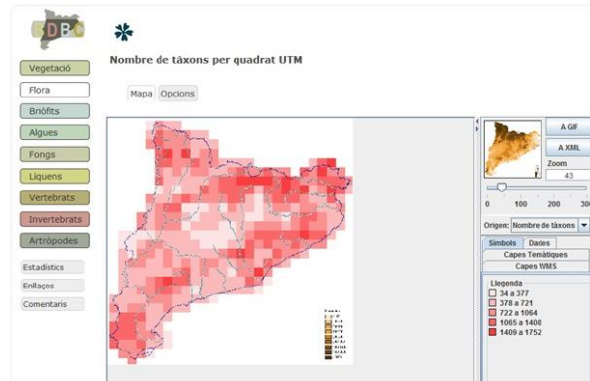 BDBC
Nombre de tàxons per quadrat UTM
Mapa
Opcions
Vegetació
Flora
Briòfits
Algues
Fongs
Líquens
Vertebrats
Invertebrats
Artròpodes
Estadístics
Enllaços
Comentaris
A GIF
A XML
Zoom
43
0 100 200 300
Origen: Nombre de tàxons
Símbols Dades
Capes Temàtiques
Capes WMS
Llegenda
34 a 377
378 a 721
722 a 1064
1065 a 1408
1409 a 1752